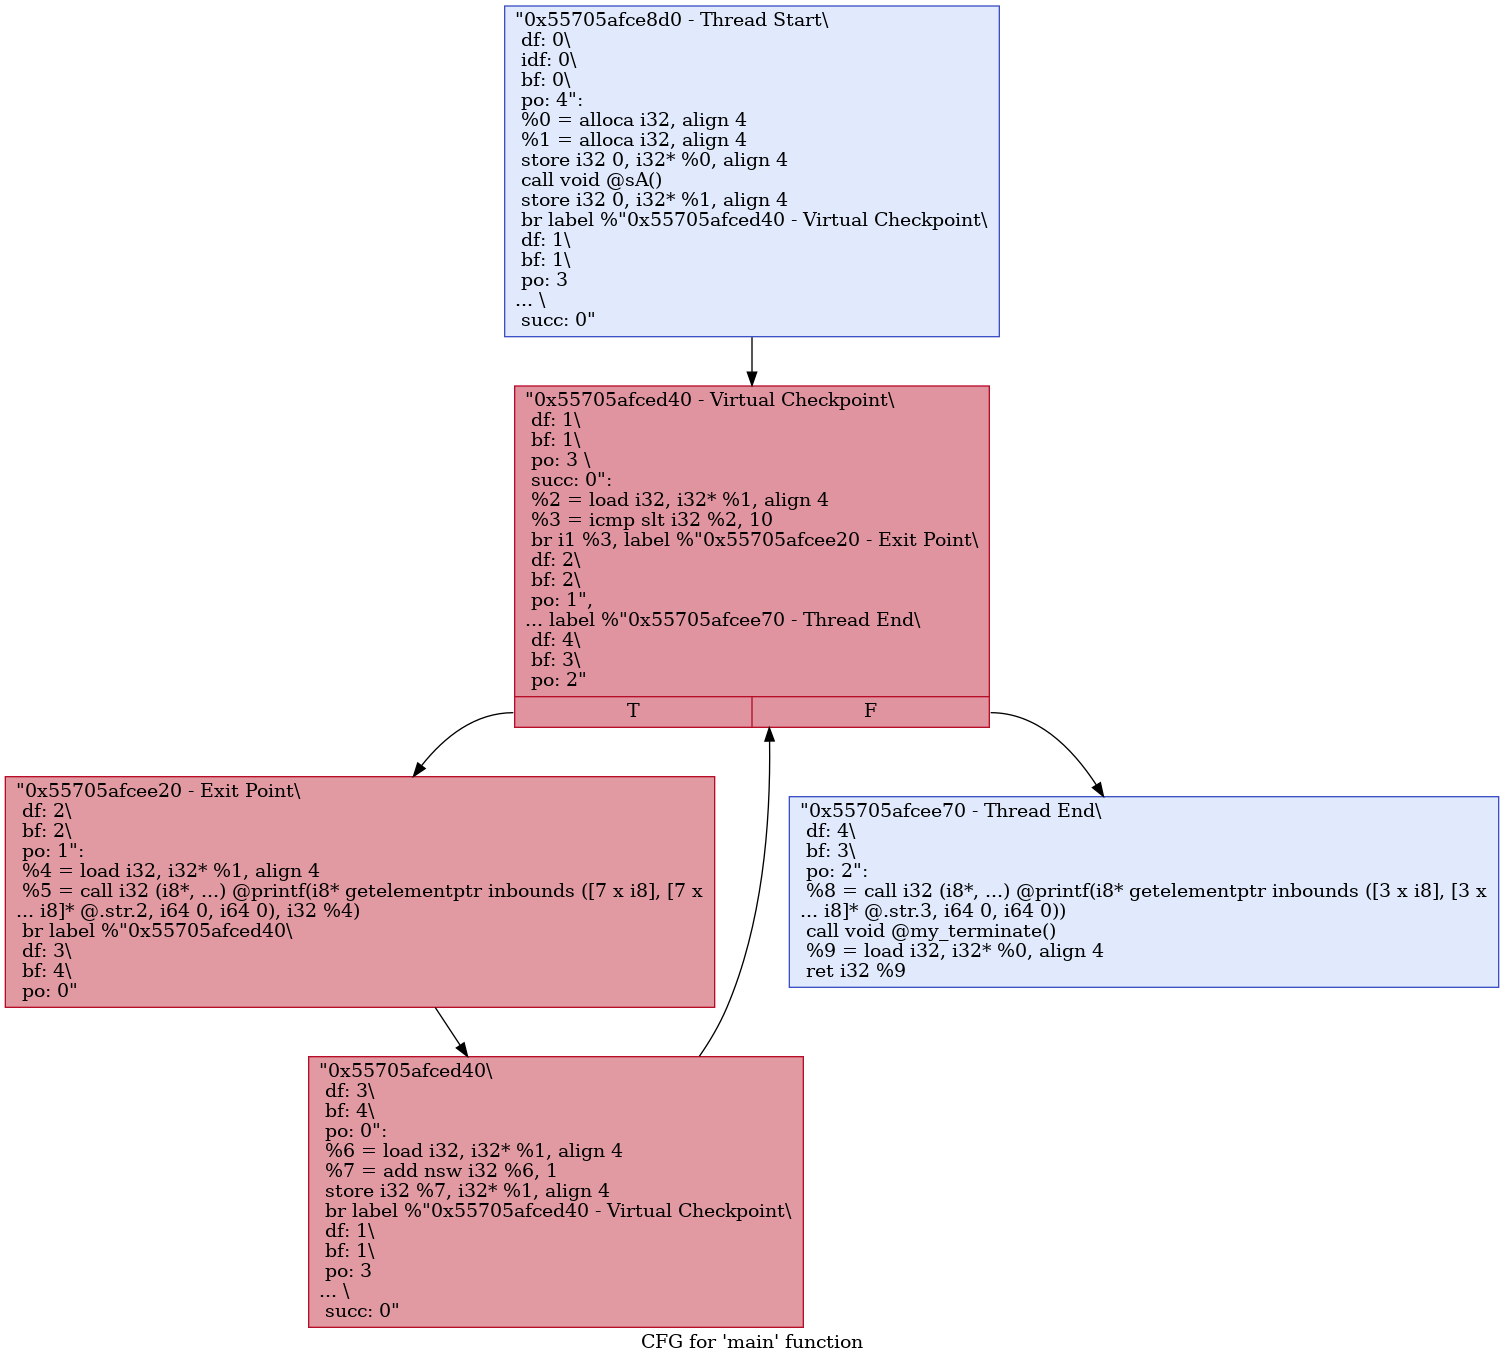 "0x55705afce8d0 - Thread Start\
df: 0\
idf: 0\
bf: 0\
po: 4":
%0 = alloca i32, align 4
%1 = alloca i32, align 4
store i32 0, i32* %0, align 4
call void @sA()
store i32 0, i32* %1, align 4
br label %"0x55705afced40 - Virtual Checkpoint\
df: 1\
bf: 1\
po: 3
... \
succ: 0"
"0x55705afced40 - Virtual Checkpoint\
df: 1\
bf: 1\
po: 3 \
succ: 0":
%2 = load i32, i32* %1, align 4
%3 = icmp slt i32 %2, 10
br i1 %3, label %"0x55705afcee20 - Exit Point\
df: 2\
bf: 2\
po: 1",
... label %"0x55705afcee70 - Thread End\
df: 4\
bf: 3\
po: 2"
T F
"0x55705afcee20 - Exit Point\
df: 2\
bf: 2\
po: 1":
%4 = load i32, i32* %1, align 4
%5 = call i32 (i8*, ...) @printf(i8* getelementptr inbounds ([7 x i8], [7 x
... i8]* @.str.2, i64 0, i64 0), i32 %4)
br label %"0x55705afced40\
df: 3\
bf: 4\
po: 0"
"0x55705afcee70 - Thread End\
df: 4\
bf: 3\
po: 2":
%8 = call i32 (i8*, ...) @printf(i8* getelementptr inbounds ([3 x i8], [3 x
... i8]* @.str.3, i64 0, i64 0))
call void @my_terminate()
%9 = load i32, i32* %0, align 4
ret i32 %9
"0x55705afced40\
df: 3\
bf: 4\
po: 0":
%6 = load i32, i32* %1, align 4
%7 = add nsw i32 %6, 1
store i32 %7, i32* %1, align 4
br label %"0x55705afced40 - Virtual Checkpoint\
df: 1\
bf: 1\
po: 3
... \
succ: 0"
CFG for 'main' function